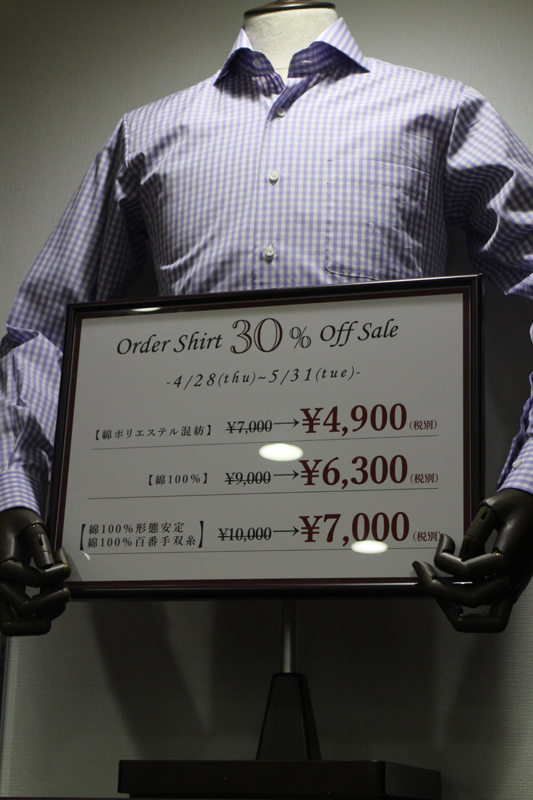 Order Shirt 30% Off Sale
-4/28(thu)~5/31(tue)-
【綿ポリエステル混紡】 ¥7,000→¥4,900(税別)
【綿100%】 ¥9,000→¥6,300(税別)
【綿100%形態安定
綿100%百番手双糸】 ¥10,000→¥7,000(税別)